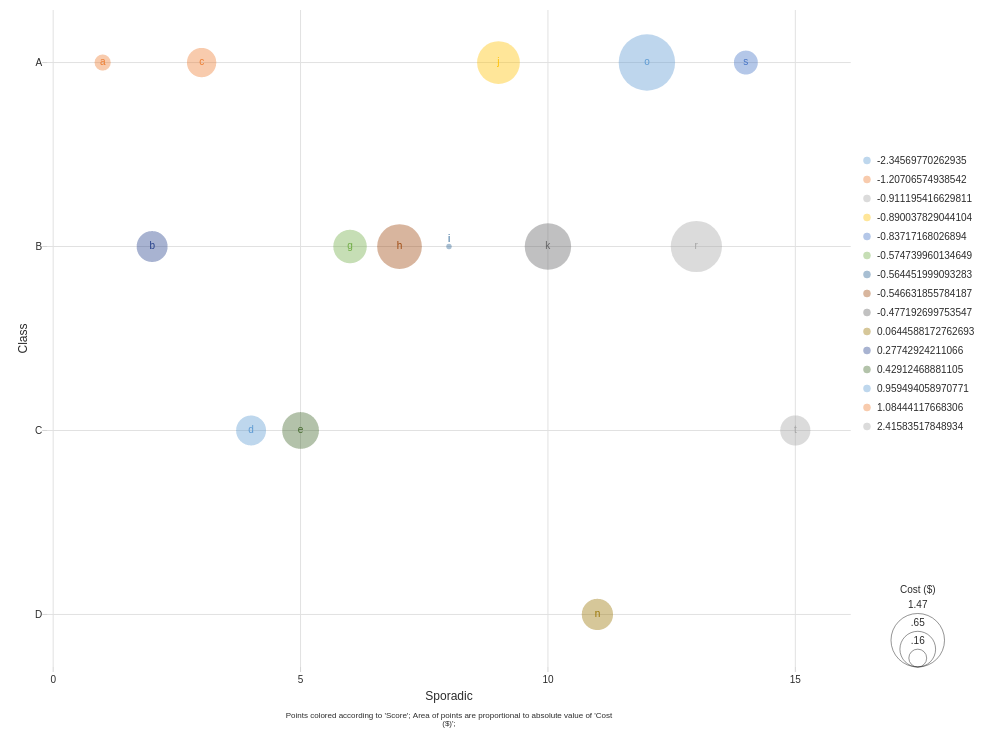 A
a
c
j
o
s
B
b
g
h
i
k
r
C
d
e
t
D
n
Class
0
5
10
15
Sporadic
Points colored according to 'Score'; Area of points are proportional to absolute value of 'Cost
($)';
-2.34569770262935
-1.20706574938542
-0.911195416629811
-0.890037829044104
-0.83717168026894
-0.574739960134649
-0.564451999093283
-0.546631855784187
-0.477192699753547
0.0644588172762693
0.27742924211066
0.42912468881105
0.959494058970771
1.08444117668306
2.41583517848934
Cost ($)
1.47
.65
.16